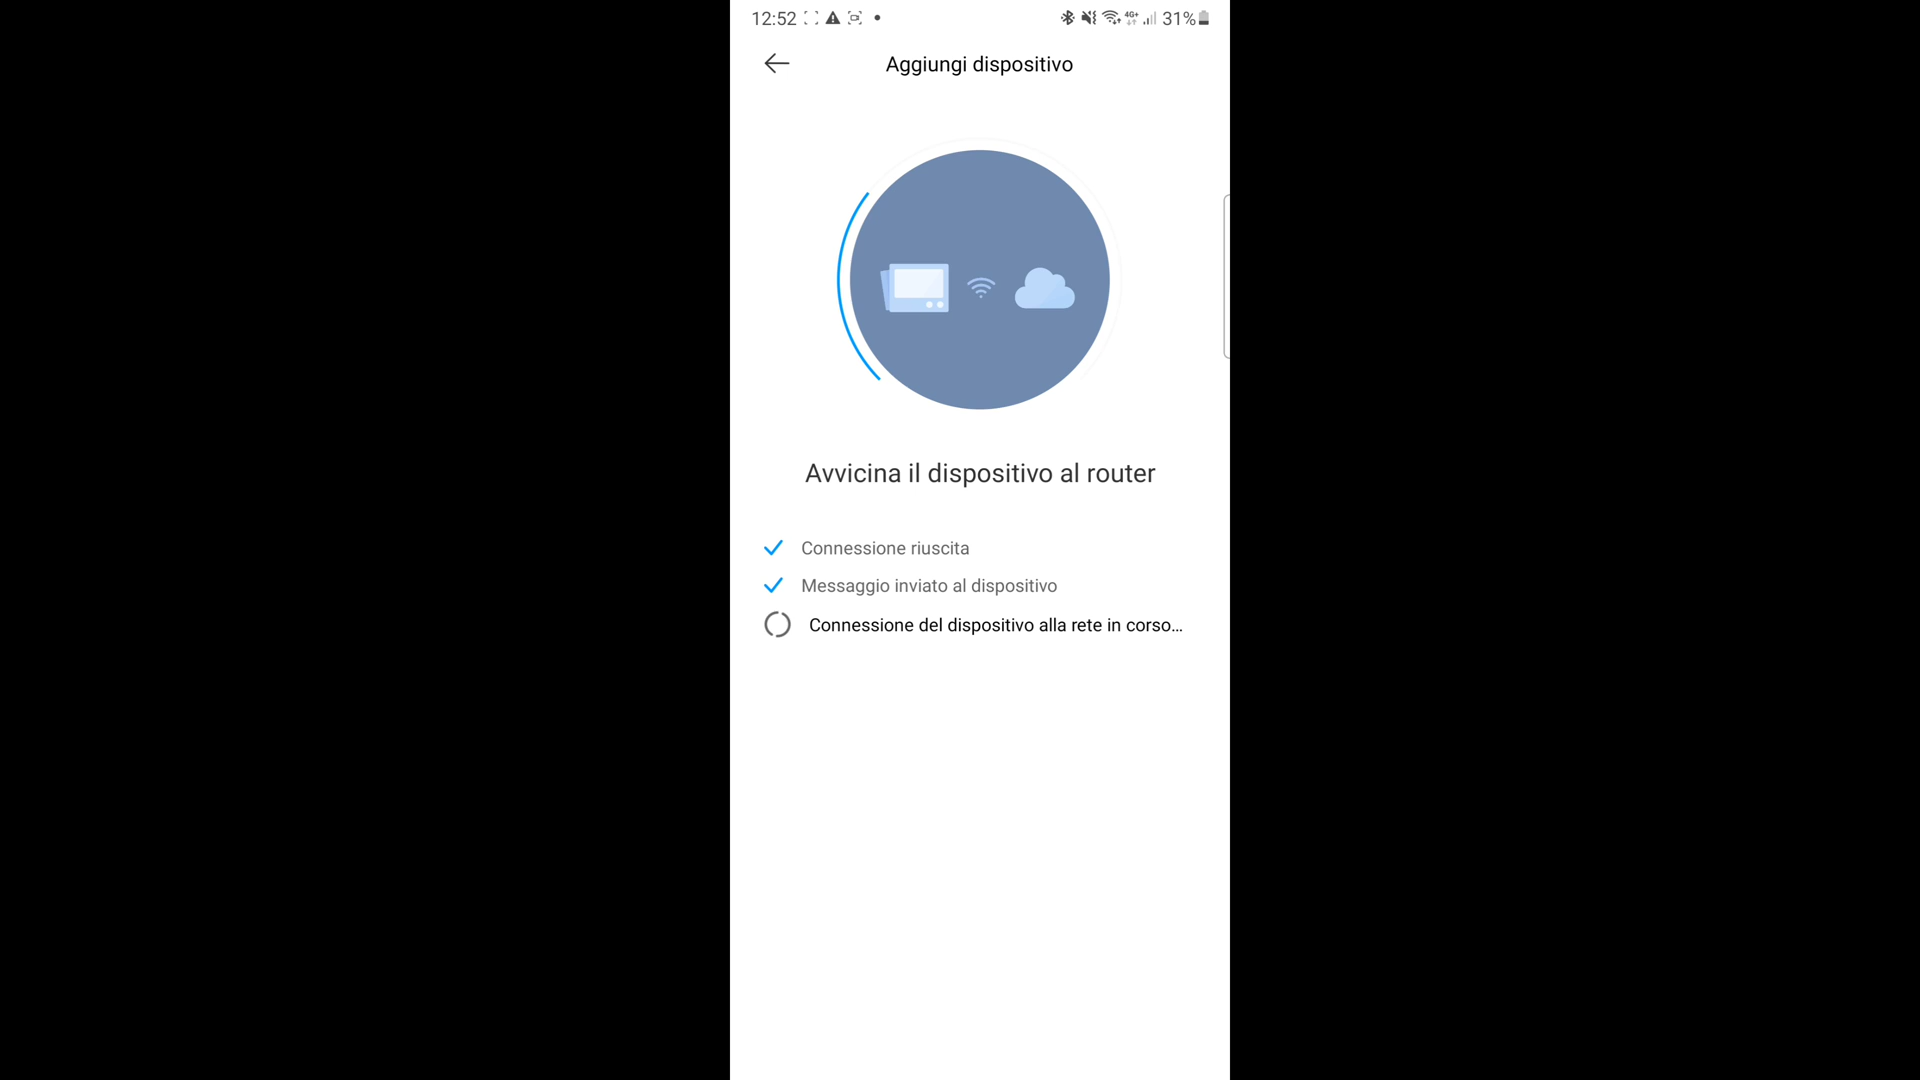 12:52 4G+ 31%
Aggiungi dispositivo
Avvicina il dispositivo al router
Connessione riuscita
Messaggio inviato al dispositivo
Connessione del dispositivo alla rete in corso...